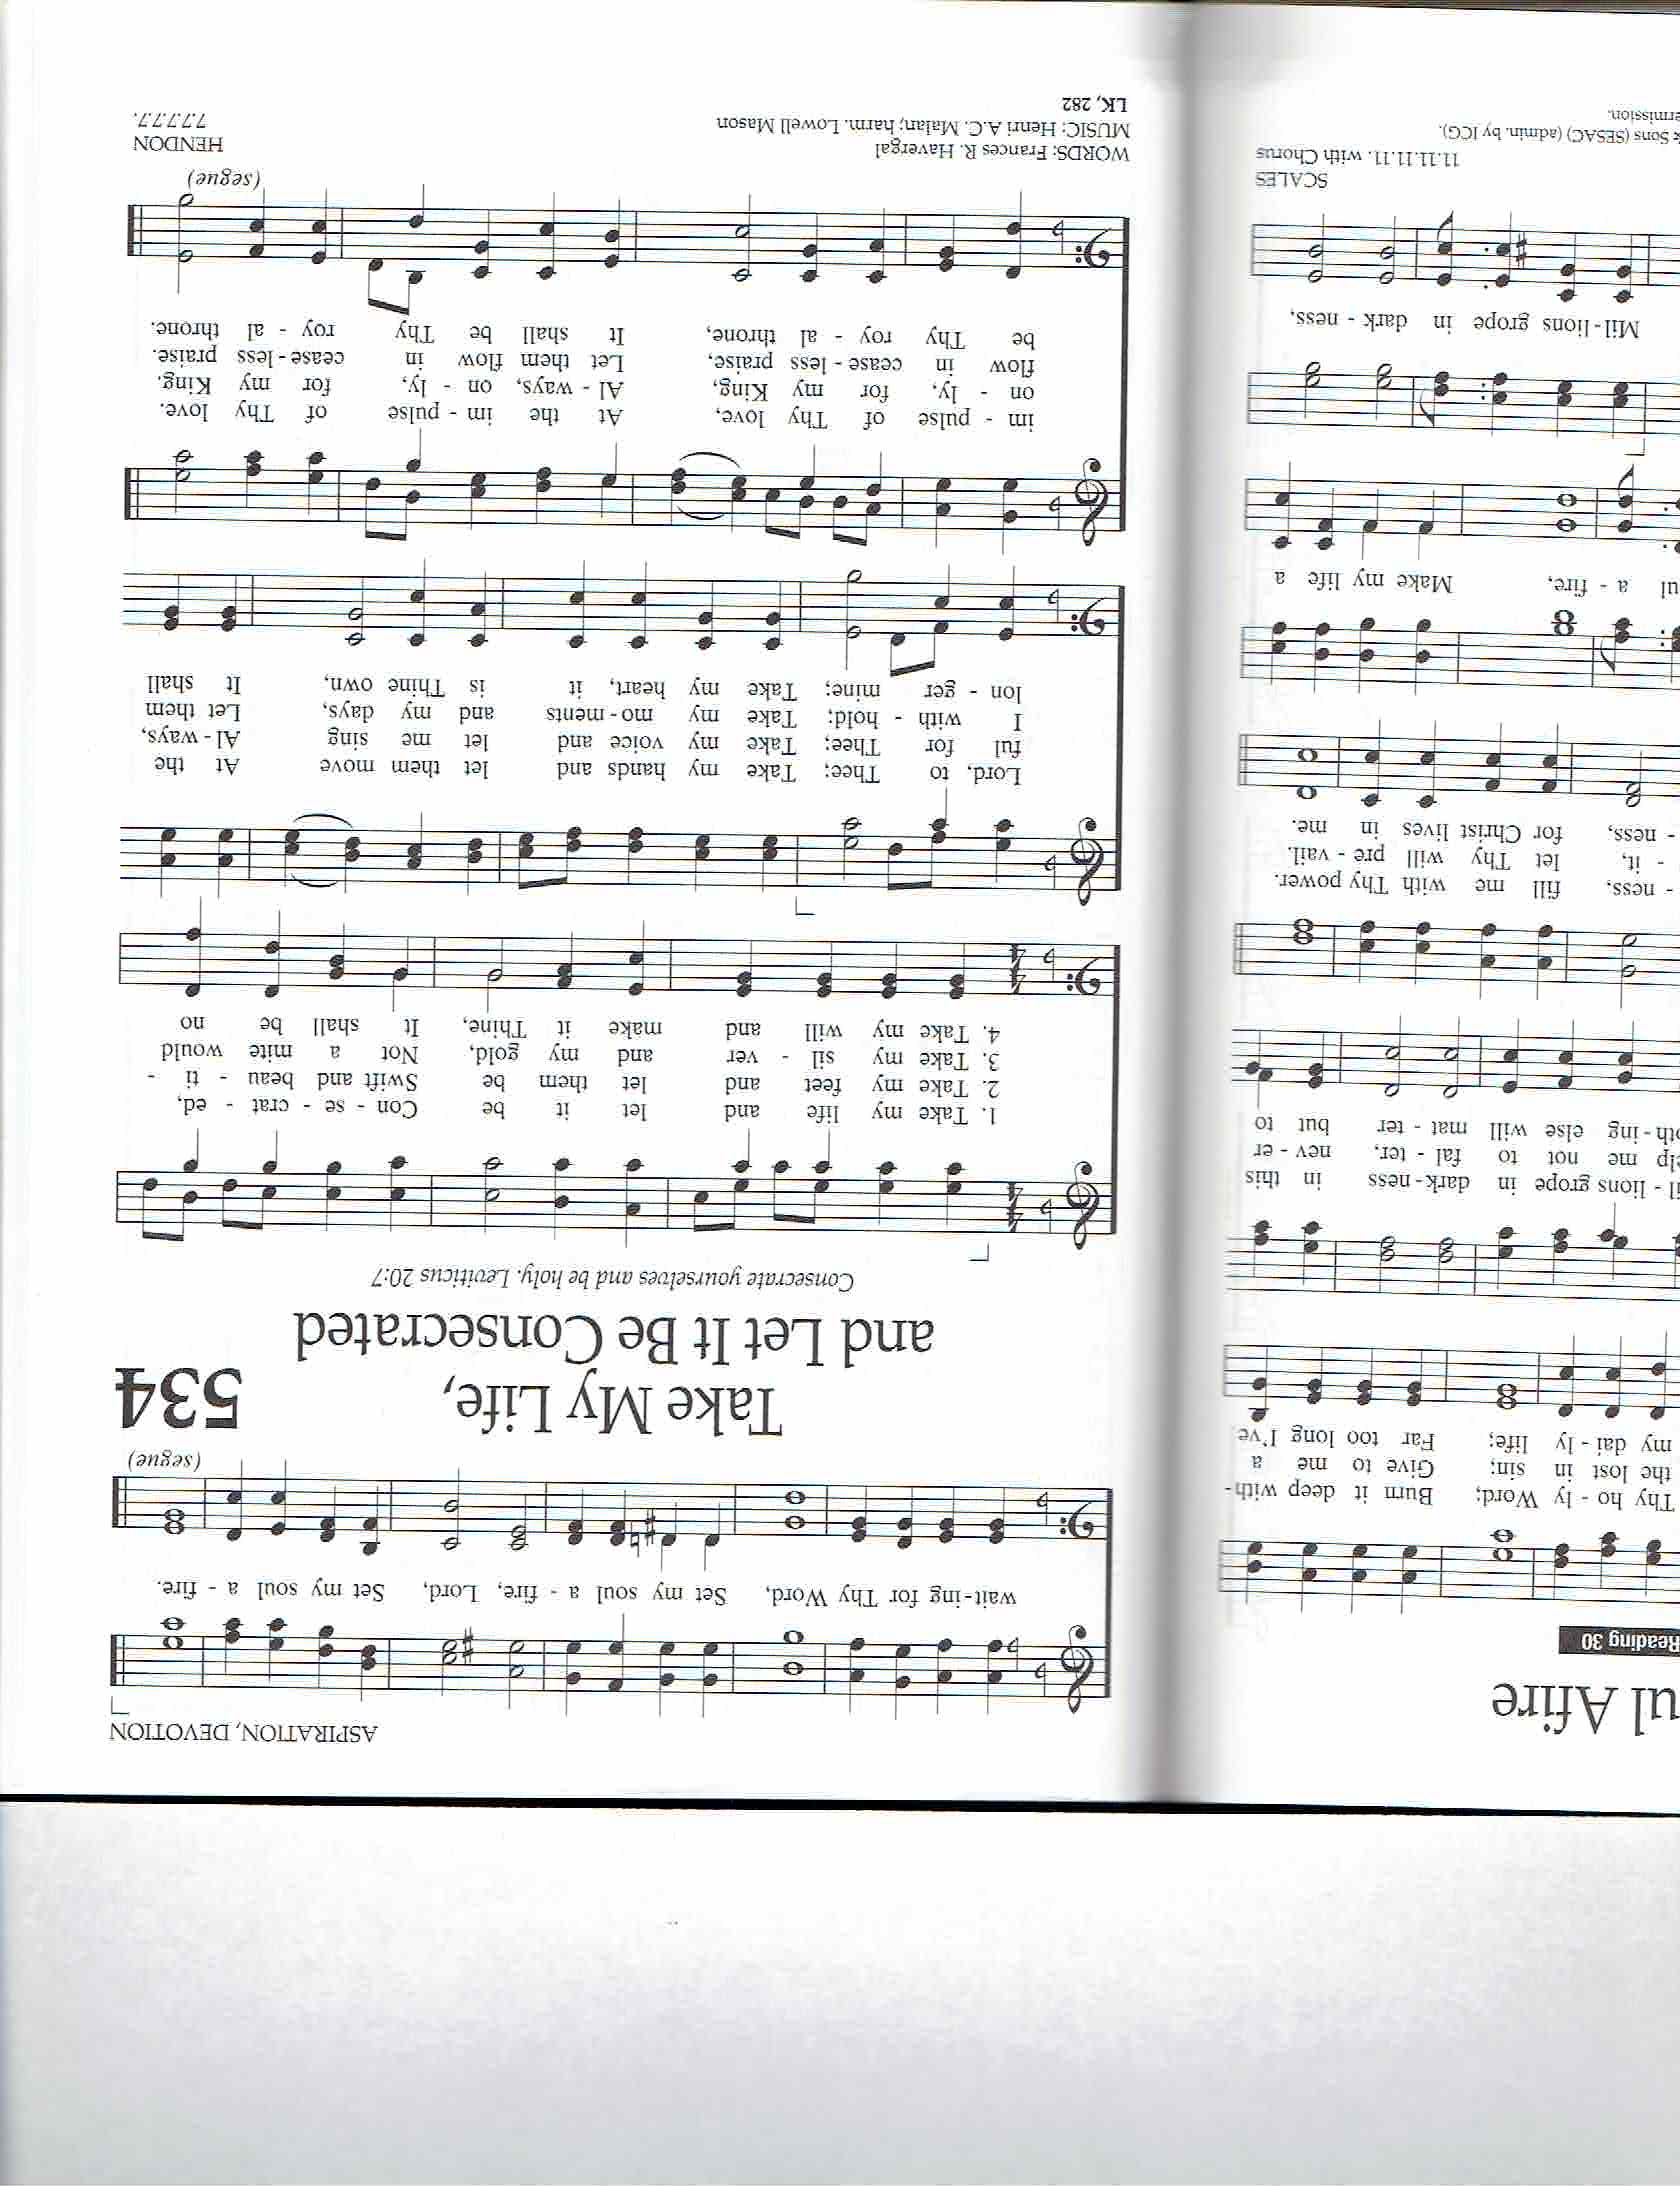 ul Afire
Reading 30
Thy ho - ly Word; Burn it deep with-
the lost in sin; Give to me a
my dai - ly life; Far too long I've
il - lions grope in dark - ness in this
elp me not to fal - ter, nev - er
oth - ing else will mat - ter but to
- ness, fill me with Thy power.
- it, let Thy will pre - vail.
- ness, for Christ lives in me.
ul a - fire, Make my life a
Mil - lions grope in dark - ness,
SCALES
11.11.11.11. with Chorus
Sons (SESAC) (admin. by ICG).
ermission.
ASPIRATION, DEVOTION
wait - ing for Thy Word, Set my soul a - fire, Lord, Set my soul a - fire.
(segue)
Take My Life,
and Let It Be Consecrated
534
Consecrate yourselves and be holy. Leviticus 20:7
1. Take my life and let it be Con - se - crat - ed,
2. Take my feet and let them be Swift and beau - ti -
3. Take my sil - ver and my gold, Not a mite would
4. Take my will and make it Thine, It shall be no
Lord, to Thee; Take my hands and let them move At the
ful for Thee; Take my voice and let me sing Al - ways,
I with - hold; Take my mo - ments and my days, Let them
lon - ger mine; Take my heart, it is Thine own, It shall
im - pulse of Thy love, At the im - pulse of Thy love.
on - ly, for my King, Al - ways, on - ly, for my King.
flow in cease - less praise, Let them flow in cease - less praise.
be Thy roy - al throne, It shall be Thy roy - al throne.
(segue)
WORDS: Frances R. Havergal
MUSIC: Henri A.C. Malan; harm. Lowell Mason
LK, 282
HENDON
7.7.7.7.7.